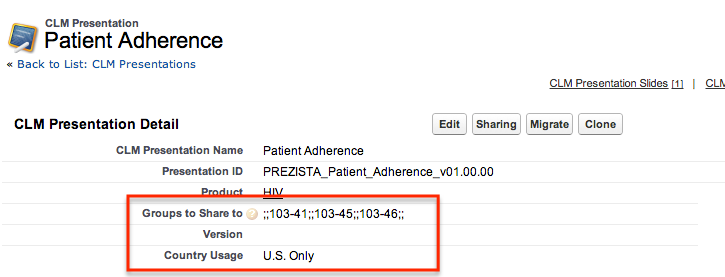 CLM Presentation
Patient Adherence
« Back to List: CLM Presentations
CLM Presentation Slides [1] | CLM
CLM Presentation Detail Edit Sharing Migrate Clone
CLM Presentation Name Patient Adherence
Presentation ID PREZISTA_Patient_Adherence_v01.00.00
Product HIV
Groups to Share to ? ;;103-41;;103-45;;103-46;;
Version
Country Usage U.S. Only